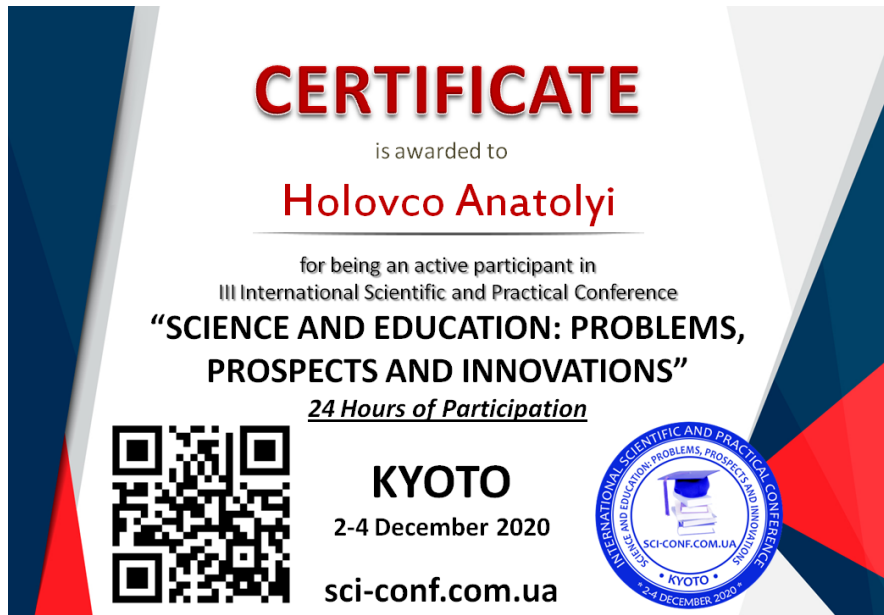 CERTIFICATE
is awarded to
Holovco Anatolyi
for being an active participant in
III International Scientific and Practical Conference
“SCIENCE AND EDUCATION: PROBLEMS,
PROSPECTS AND INNOVATIONS”
24 Hours of Participation
KYOTO
2-4 December 2020
sci-conf.com.ua
INTERNATIONAL SCIENTIFIC AND PRACTICAL CONFERENCE
SCIENCE AND EDUCATION: PROBLEMS, PROSPECTS AND INNOVATIONS
SCI-CONF.COM.UA
• KYOTO •
* 2-4 DECEMBER 2020 *